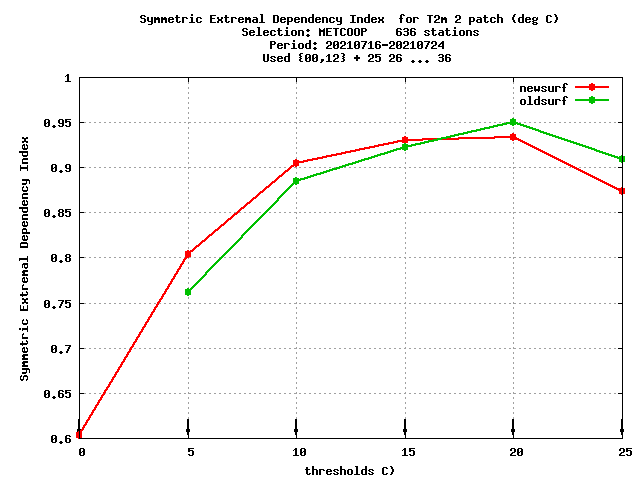 Symmetric Extremal Dependency Index  for T2m 2 patch (deg C)
Selection: METCOOP    636 stations
Period: 20210716-20210724
Used {00,12} + 25 26 ... 36
newsurf
oldsurf
Symmetric Extremal Dependency Index
1
0.95
0.9
0.85
0.8
0.75
0.7
0.65
0.6
0 5 10 15 20 25
thresholds C)